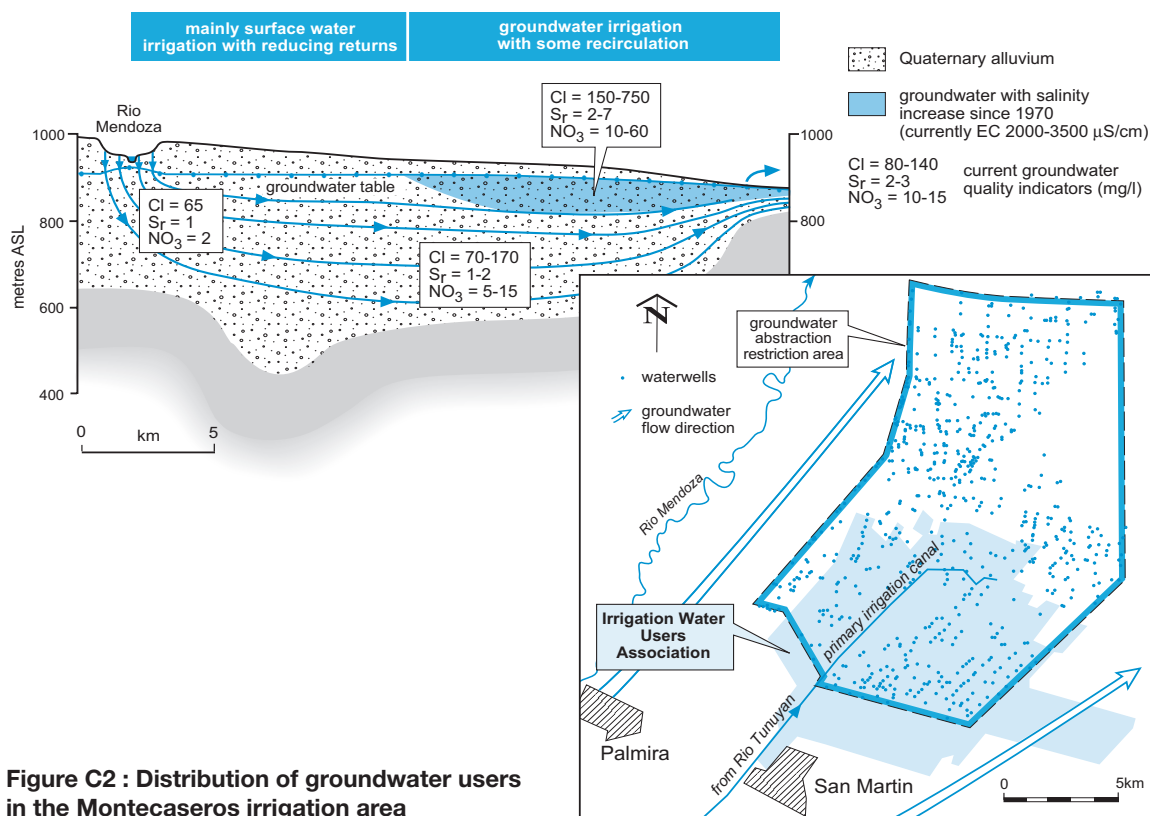 mainly surface water
irrigation with reducing returns
groundwater irrigation
with some recirculation
Quaternary alluvium
groundwater with salinity
increase since 1970
(currently EC 2000-3500 µS/cm)
Cl = 80-140
Sr = 2-3
NO3 = 10-15
current groundwater
quality indicators (mg/l)
Rio
Mendoza
Cl = 150-750
Sr = 2-7
NO3 = 10-60
1000
800
600
400
metres ASL
1000
800
groundwater table
Cl = 65
Sr = 1
NO3 = 2
Cl = 70-170
Sr = 1-2
NO3 = 5-15
0
5
km
N
waterwells
groundwater
flow direction
groundwater
abstraction
restriction area
Rio Mendoza
primary irrigation canal
Irrigation Water
Users
Association
from Rio Tunuyan
Palmira
San Martin
0
5km
Figure C2 : Distribution of groundwater users
in the Montecaseros irrigation area